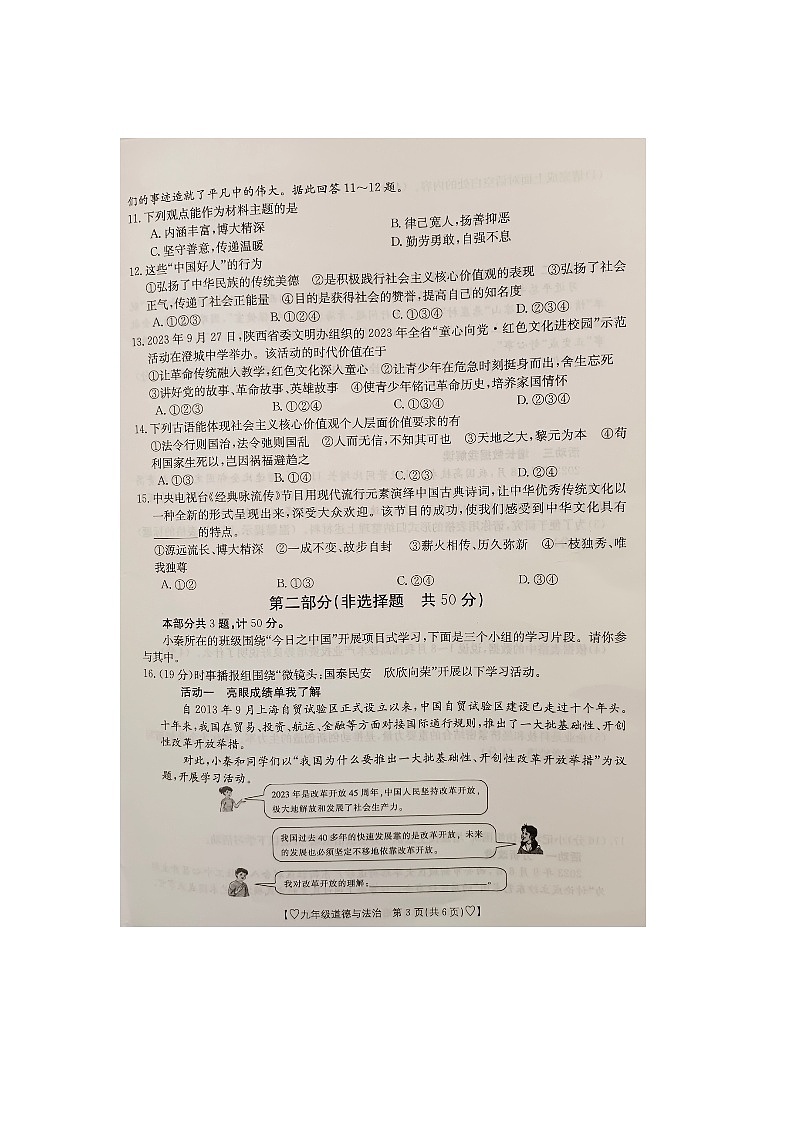 们的事迹造就了平凡中的伟大。据此回答11～12题。
11.下列观点能作为材料主题的是
A.内涵丰富,博大精深 B.律己宽人,扬善抑恶
C.坚守善意,传递温暖 D.勤劳勇敢,自强不息
12.这些“中国好人”的行为
①弘扬了中华民族的传统美德 ②是积极践行社会主义核心价值观的表现 ③弘扬了社会
正气,传递了社会正能量 ④目的是获得社会的赞誉,提高自己的知名度
A.①②③ B.①②④ C.①③④ D.②③④
13.2023年9月27日,陕西省委文明办组织的2023年全省“童心向党·红色文化进校园”示范
活动在澄城中学举办。该活动的时代价值在于
①让革命传统融入教学,红色文化深入童心 ②让青少年在危急时刻挺身而出,舍生忘死
③讲好党的故事、革命故事、英雄故事 ④使青少年铭记革命历史,培养家国情怀
A.①②③ B.①②④ C.①③④ D.②③④
14.下列古语能体现社会主义核心价值观个人层面价值要求的有
①法令行则国治,法令弛则国乱 ②人而无信,不知其可也 ③天地之大,黎元为本 ④苟
利国家生死以,岂因祸福避趋之
A.①③ B.①④ C.②③ D.②④
15.中央电视台《经典咏流传》节目用现代流行元素演绎中国古典诗词,让中华优秀传统文化以
一种全新的形式呈现出来,深受大众欢迎。该节目的成功,使我们感受到中华文化具有
______的特点。
①源远流长、博大精深 ②一成不变、故步自封 ③薪火相传、历久弥新 ④一枝独秀、唯
我独尊
A.①② B.①③ C.②④ D.③④
第二部分(非选择题 共50分)
本部分共3题,计50分。
小秦所在的班级围绕“今日之中国”开展项目式学习,下面是三个小组的学习片段。请你参
与其中。
16.(19分)时事播报组围绕“微镜头:国泰民安 欣欣向荣”开展以下学习活动。
活动一 亮眼成绩单我了解
自2013年9月上海自贸试验区正式设立以来,中国自贸试验区建设已走过十个年头。
十年来,我国在贸易、投资、航运、金融等方面对接国际通行规则,推出了一大批基础性、开创
性改革开放举措。
对此,小秦和同学们以“我国为什么要推出一大批基础性、开创性改革开放举措”为议
题,开展学习活动。
2023年是改革开放45周年,中国人民坚持改革开放,
极大地解放和发展了社会生产力。
我国过去40多年的快速发展靠的是改革开放，未来
的发展也必须坚定不移地依靠改革开放。
我对改革开放的理解:____________________。
【♡九年级道德与法治 第3页(共6页)♡】